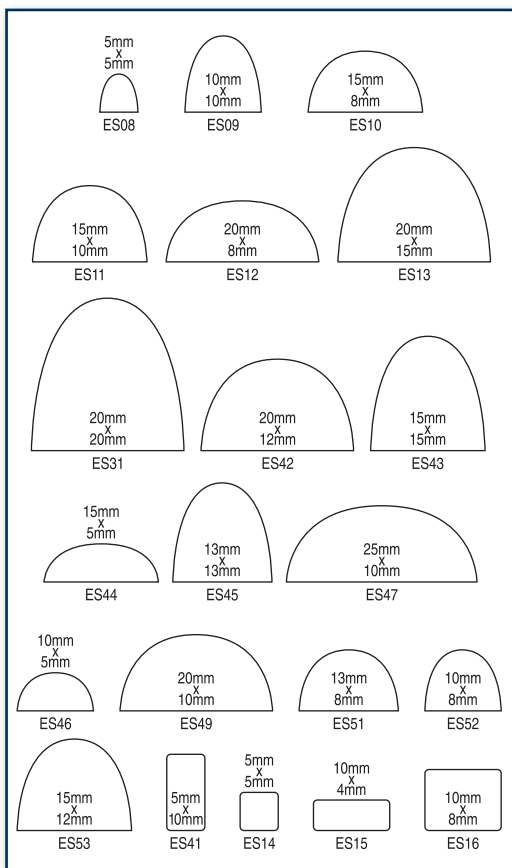 5mm
x
5mm
ES08
10mm
x
10mm
ES09
15mm
x
8mm
ES10
15mm
x
10mm
ES11
20mm
x
8mm
ES12
20mm
x
15mm
ES13
20mm
x
20mm
ES31
20mm
x
12mm
ES42
15mm
x
15mm
ES43
15mm
x
5mm
ES44
13mm
x
13mm
ES45
25mm
x
10mm
ES47
10mm
x
5mm
ES46
20mm
x
10mm
ES49
13mm
x
8mm
ES51
10mm
x
8mm
ES52
15mm
x
12mm
ES53
5mm
x
10mm
ES41
5mm
x
5mm
ES14
10mm
x
4mm
ES15
10mm
x
8mm
ES16